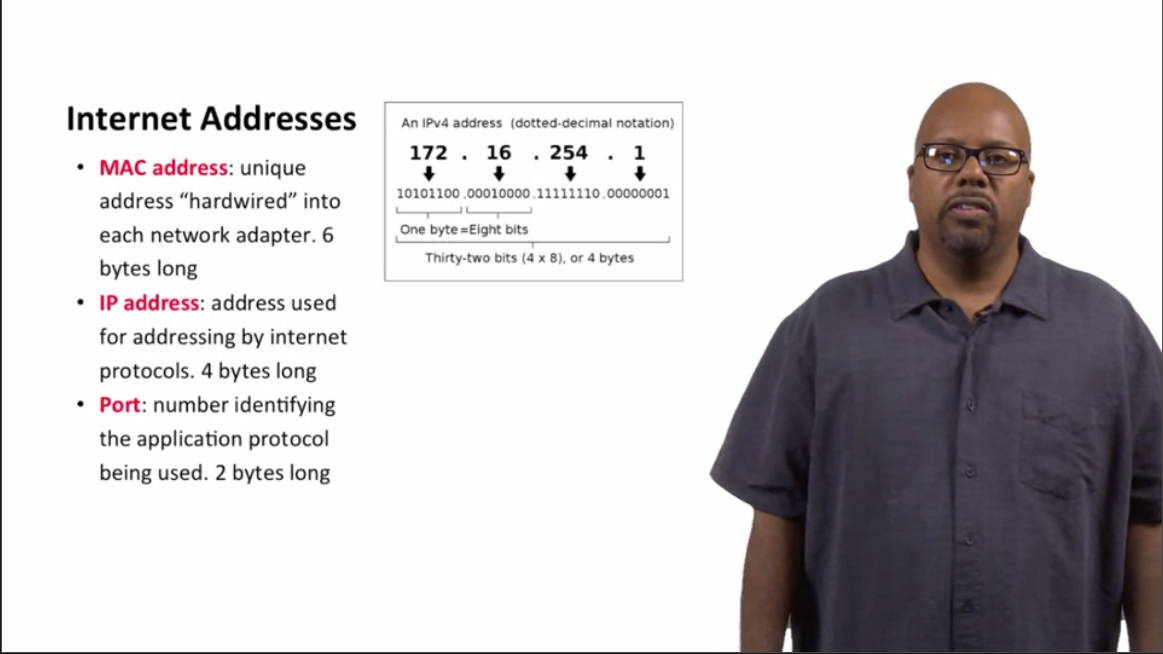 Internet Addresses
• MAC address: unique
address “hardwired” into
each network adapter. 6
bytes long
• IP address: address used
for addressing by internet
protocols. 4 bytes long
• Port: number identifying
the application protocol
being used. 2 bytes long
An IPv4 address (dotted-decimal notation)
172 . 16 . 254 . 1
10101100 .00010000 .11111110 .00000001
One byte =Eight bits
Thirty-two bits (4 x 8), or 4 bytes